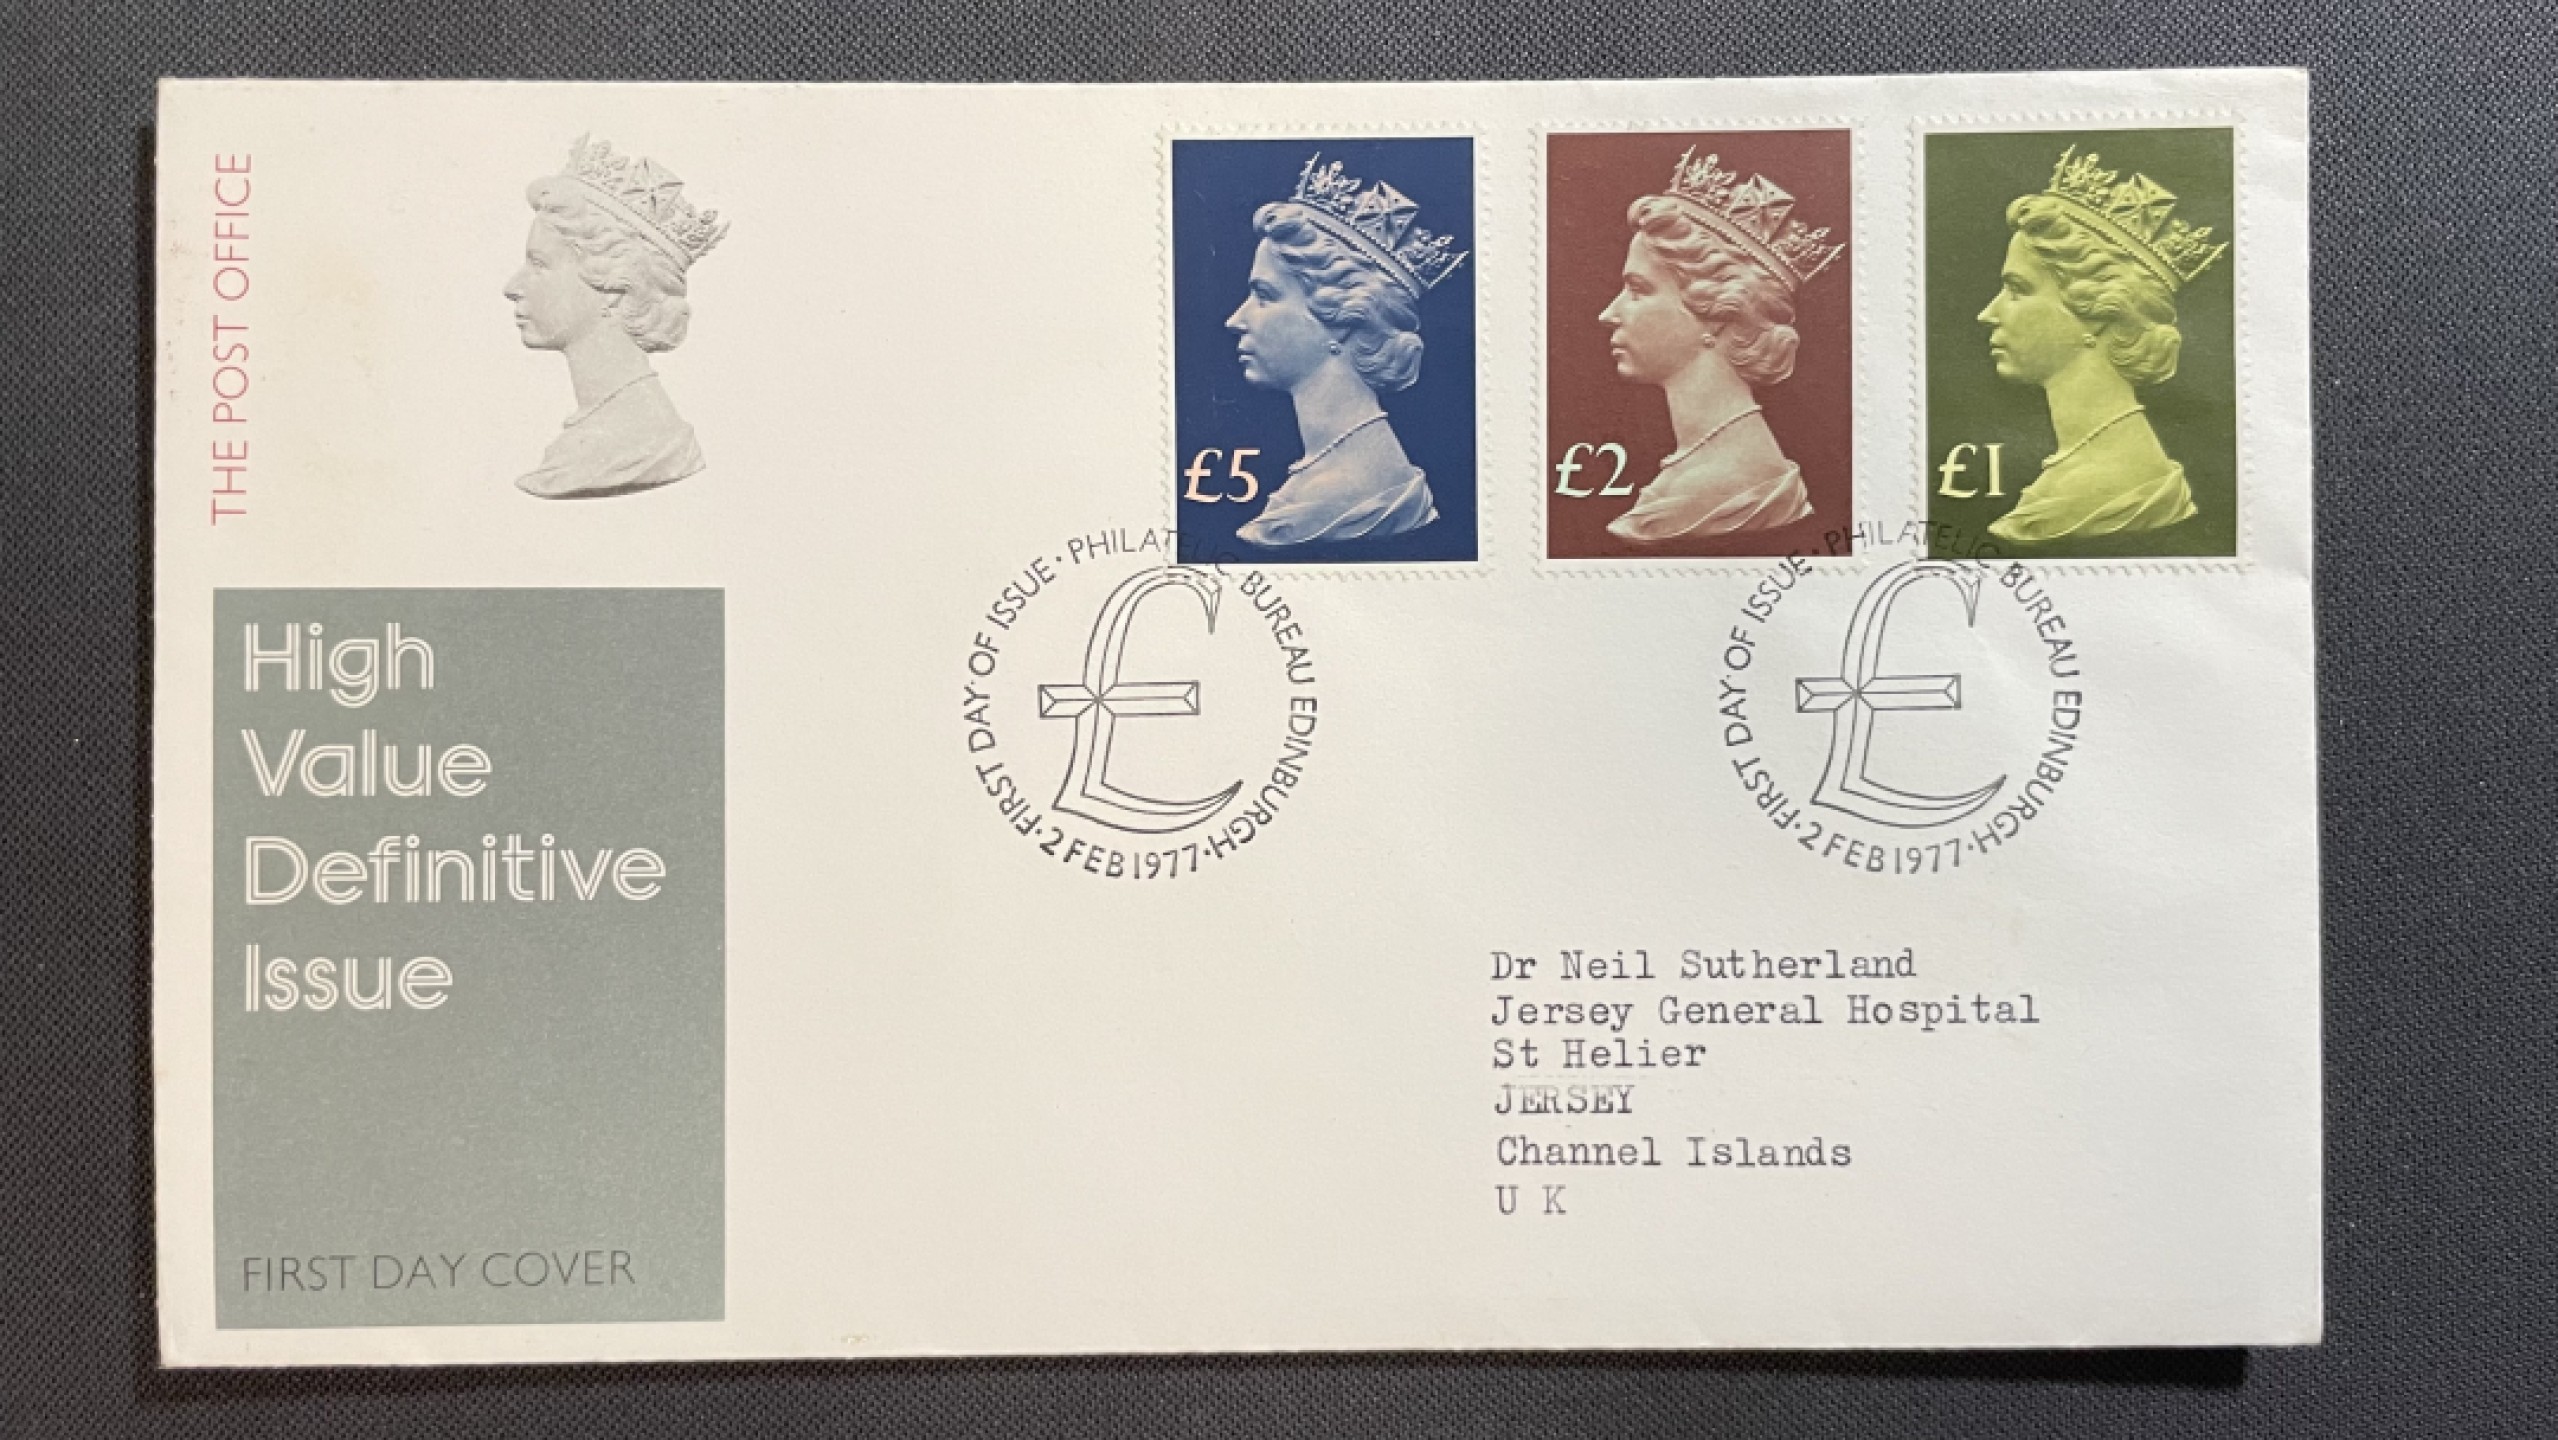 THE POST OFFICE
High
Value
Definitive
Issue
FIRST DAY COVER
£5
£2
£1
FIRST DAY OF ISSUE · PHILATELIC BUREAU EDINBURGH · 2 FEB 1977 ·
£
FIRST DAY OF ISSUE · PHILATELIC BUREAU EDINBURGH · 2 FEB 1977 ·
£
Dr Neil Sutherland
Jersey General Hospital
St Helier
JERSEY
Channel Islands
U K